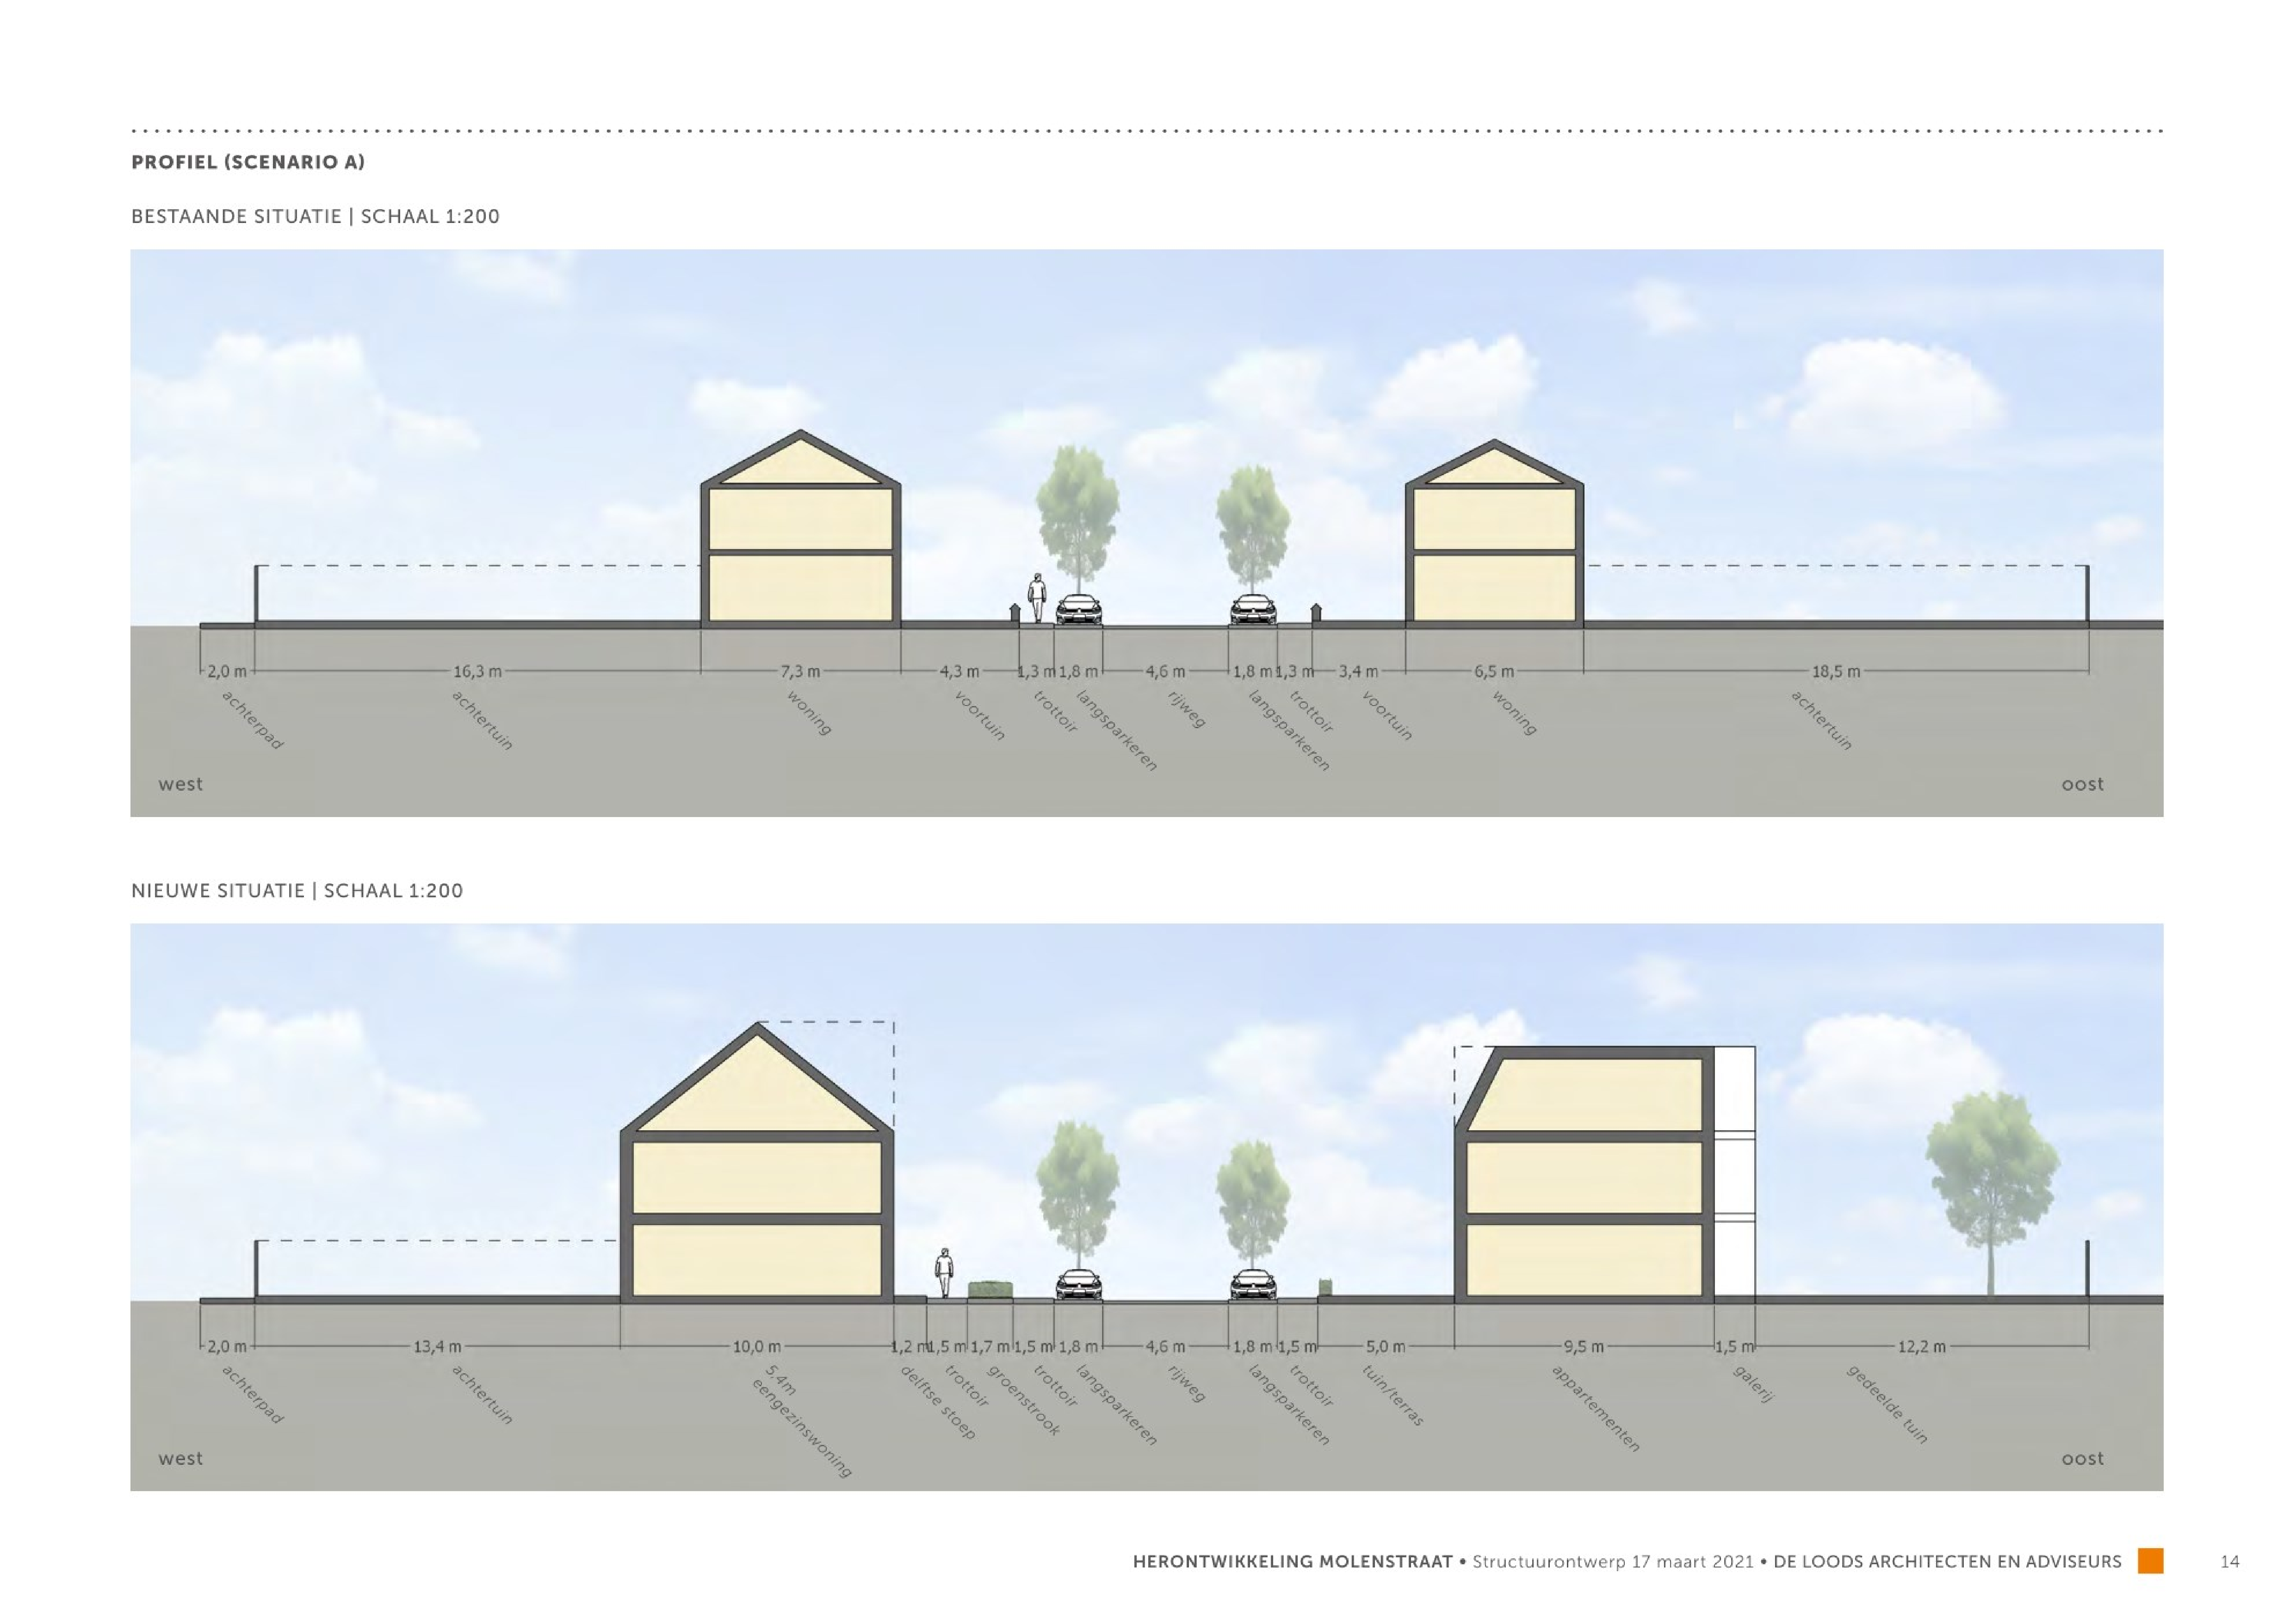 PROFIEL (SCENARIO A)
BESTAANDE SITUATIE | SCHAAL 1:200
2,0 m 16,3 m 7,3 m 4,3 m 1,3 m 1,8 m 4,6 m 1,8 m 1,3 m 3,4 m 6,5 m 18,5 m
achterpad achtertuin woning voortuin trottoir langsparkeren rijweg langsparkeren trottoir voortuin woning achtertuin
west oost
NIEUWE SITUATIE | SCHAAL 1:200
2,0 m 13,4 m 10,0 m 1,2 m 1,5 m 1,7 m 1,5 m 1,8 m 4,6 m 1,8 m 1,5 m 5,0 m 9,5 m 1,5 m 12,2 m
achterpad achtertuin 5,4m eengezinswoning delftse stoep trottoir groenstrook trottoir langsparkeren rijweg langsparkeren trottoir tuin/terras appartementen galerij gedeelde tuin
west oost
HERONTWIKKELING MOLENSTRAAT • Structuurontwerp 17 maart 2021 • DE LOODS ARCHITECTEN EN ADVISEURS 14